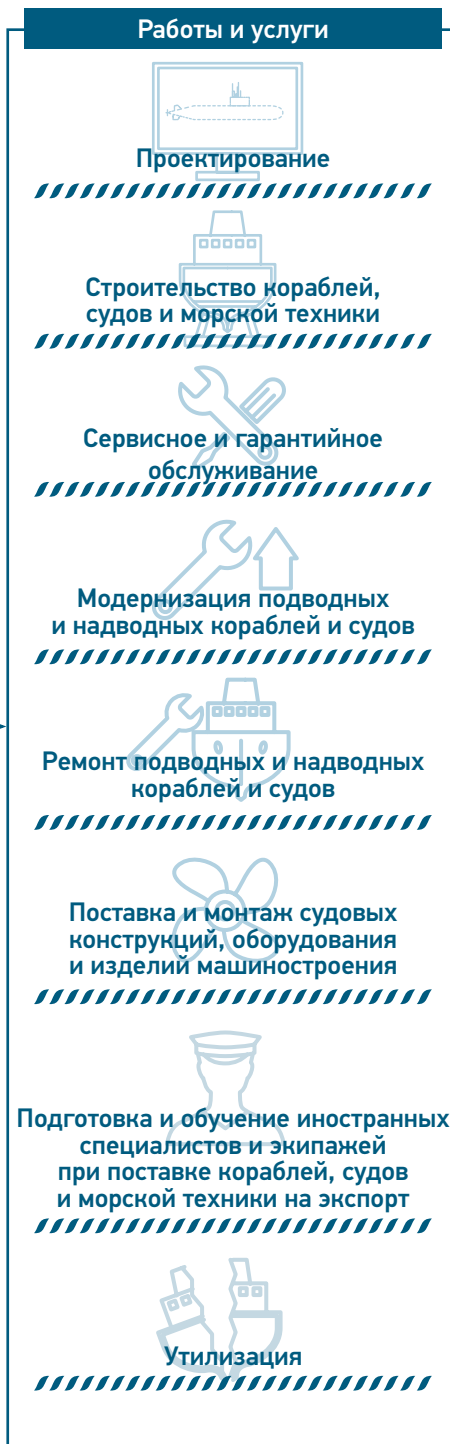 Работы и услуги
Проектирование
Строительство кораблей,
судов и морской техники
Сервисное и гарантийное
обслуживание
Модернизация подводных
и надводных кораблей и судов
Ремонт подводных и надводных
кораблей и судов
Поставка и монтаж судовых
конструкций, оборудования
и изделий машиностроения
Подготовка и обучение иностранных
специалистов и экипажей
при поставке кораблей, судов
и морской техники на экспорт
Утилизация